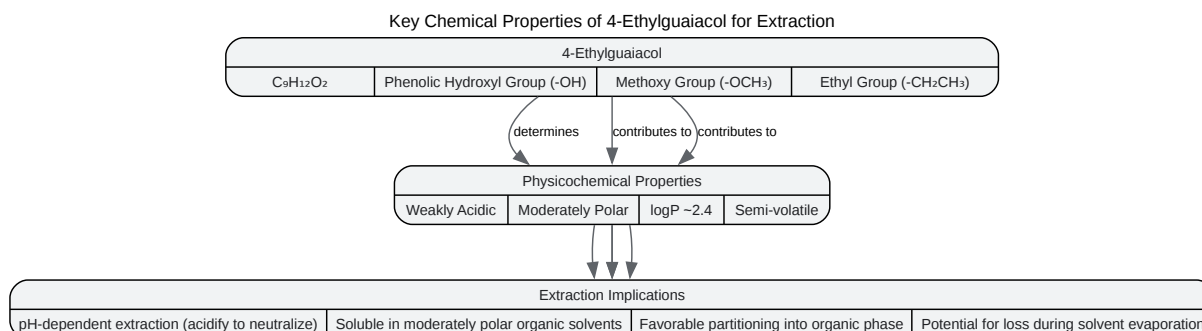 Key Chemical Properties of 4-Ethylguaiacol for Extraction
4-Ethylguaiacol
C₉H₁₂O₂ Phenolic Hydroxyl Group (-OH) Methoxy Group (-OCH₃) Ethyl Group (-CH₂CH₃)
determines contributes to contributes to
Physicochemical Properties
Weakly Acidic Moderately Polar logP ~2.4 Semi-volatile
Extraction Implications
pH-dependent extraction (acidify to neutralize) Soluble in moderately polar organic solvents Favorable partitioning into organic phase Potential for loss during solvent